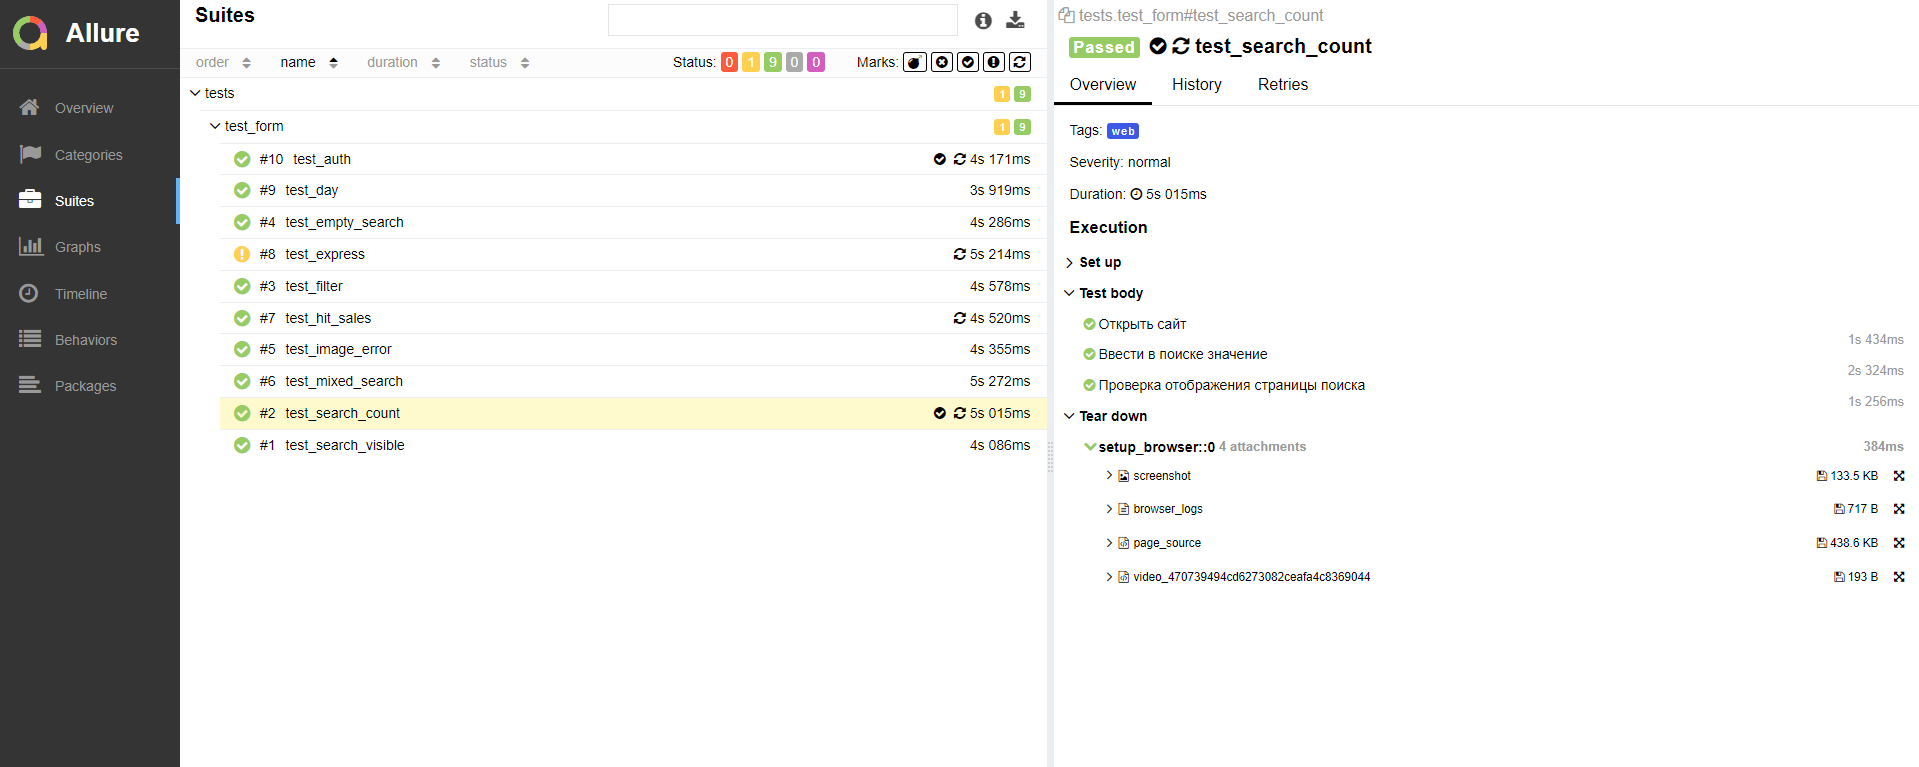 Allure
Overview
Categories
Suites
Graphs
Timeline
Behaviors
Packages
Suites
order name duration status Status: 0 1 9 0 0 Marks:
tests 1 9
test_form 1 9
#10 test_auth 4s 171ms
#9 test_day 3s 919ms
#4 test_empty_search 4s 286ms
#8 test_express 5s 214ms
#3 test_filter 4s 578ms
#7 test_hit_sales 4s 520ms
#5 test_image_error 4s 355ms
#6 test_mixed_search 5s 272ms
#2 test_search_count 5s 015ms
#1 test_search_visible 4s 086ms
tests.test_form#test_search_count
Passed test_search_count
Overview History Retries
Tags: web
Severity: normal
Duration: 5s 015ms
Execution
Set up
Test body
Открыть сайт
1s 434ms
Ввести в поиске значение
2s 324ms
Проверка отображения страницы поиска
1s 256ms
Tear down
setup_browser::0 4 attachments 384ms
screenshot 133.5 KB
browser_logs 717 B
page_source 438.6 KB
video_470739494cd6273082ceafa4c8369044 193 B